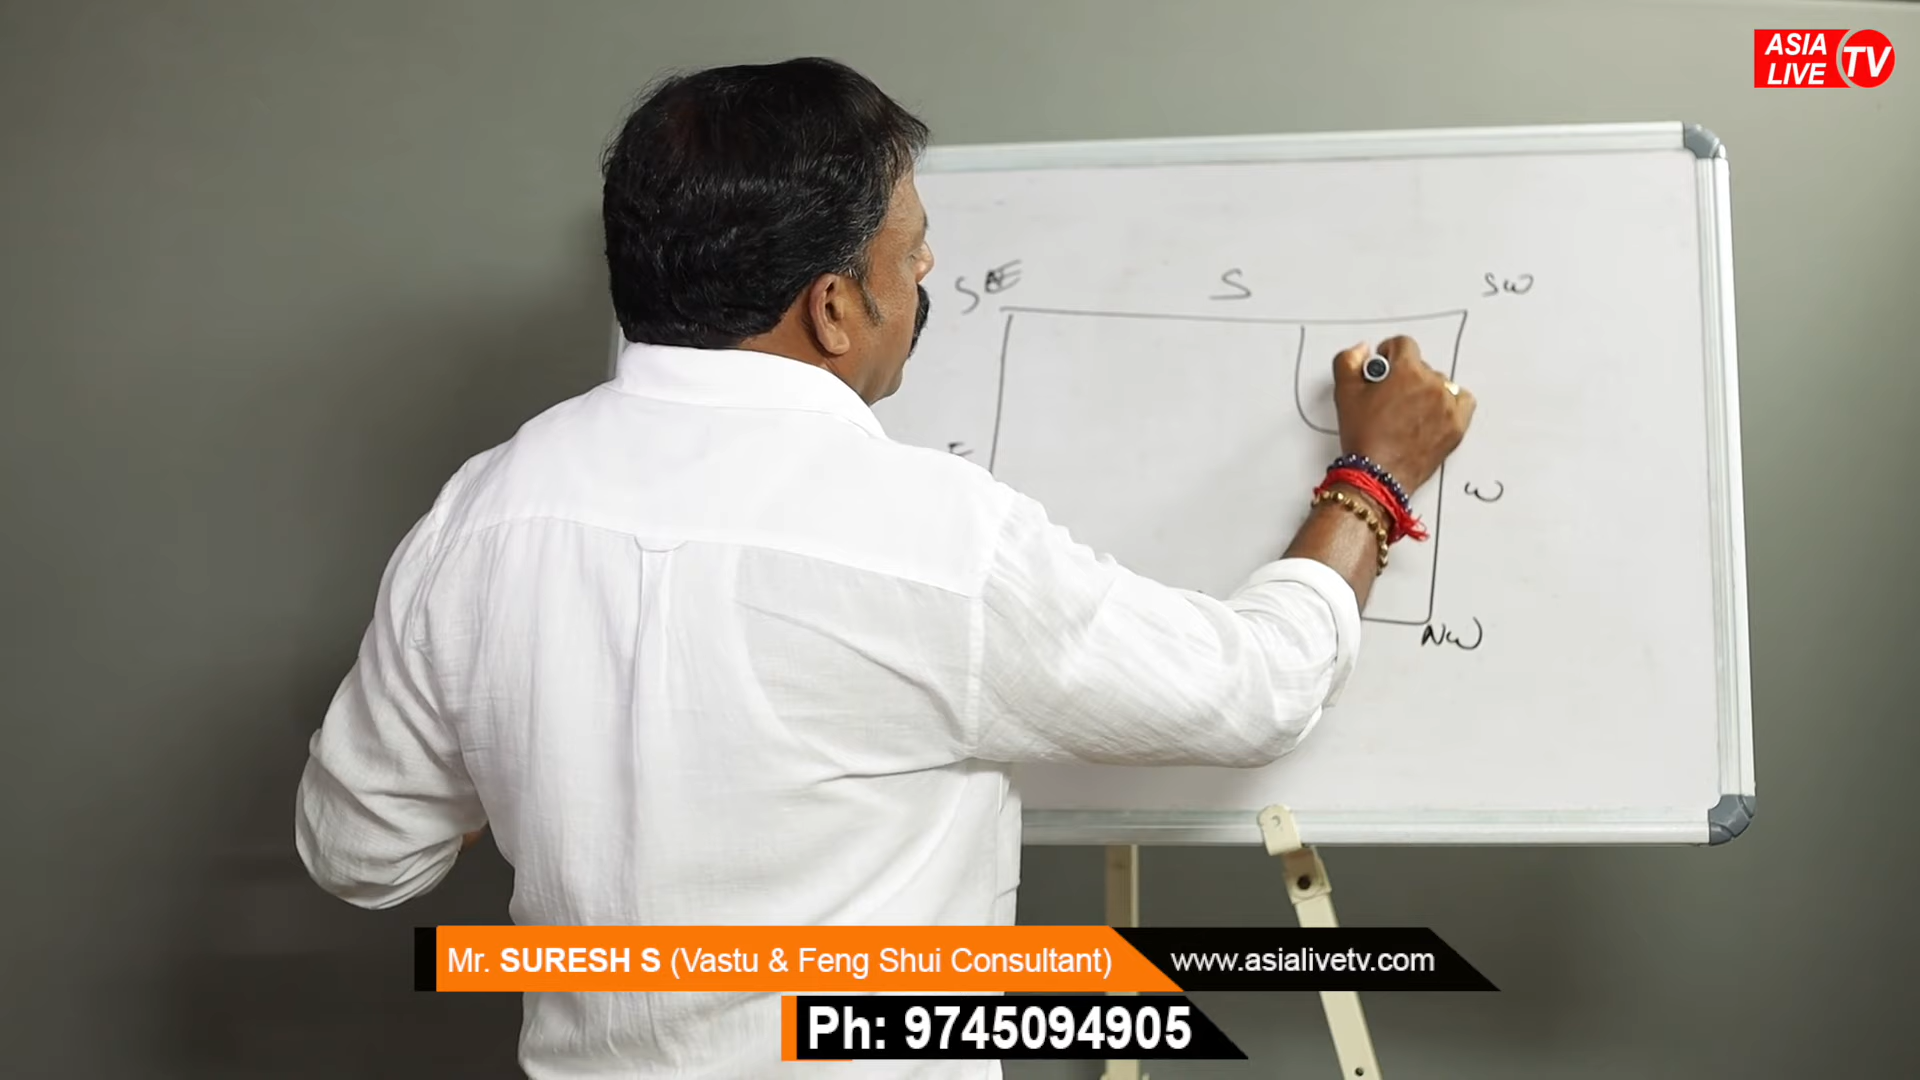 ASIA
LIVE TV
SE S SW
E
W
NW
Mr. SURESH S (Vastu & Feng Shui Consultant) www.asialivetv.com
Ph: 9745094905